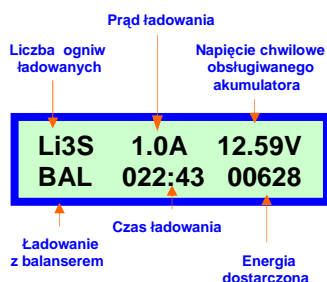 Prąd ładowania
Liczba ogniw
ładowanych
Napięcie chwilowe
obsługiwanego
akumulatora
Li3S 1.0A 12.59V
BAL 022:43 00628
Czas ładowania
Ładowanie
z balanserem
Energia
dostarczona